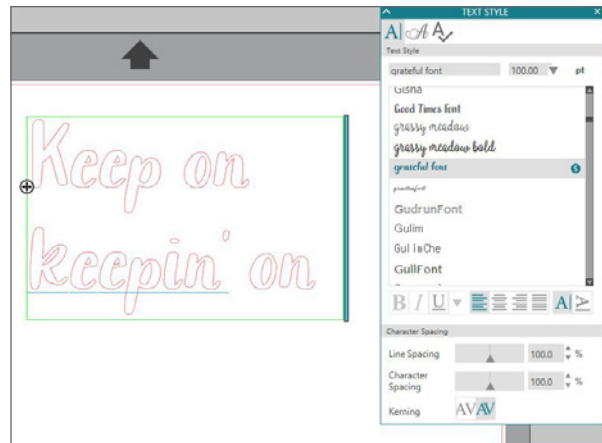 TEXT STYLE
Text Style
grateful font 100.00 pt
Gisha
Good Times font
grassy meadow
grassy meadow bold
grateful font
GudrunFont
Gulim
GulimChe
GullFont
B I U
Character Spacing
Line Spacing 100.0 %
Character Spacing 100.0 %
Kerning AV AV
Keep on
keepin' on